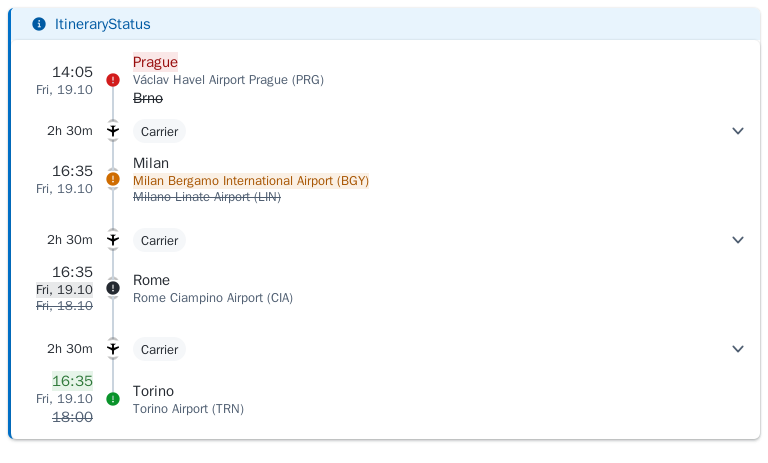 ItineraryStatus
14:05
Fri, 19.10
Prague
Václav Havel Airport Prague (PRG)
Brno
2h 30m
Carrier
16:35
Fri, 19.10
Milan
Milan Bergamo International Airport (BGY)
Milano Linate Airport (LIN)
2h 30m
Carrier
16:35
Fri, 19.10
Fri, 18.10
Rome
Rome Ciampino Airport (CIA)
2h 30m
Carrier
16:35
Fri, 19.10
18:00
Torino
Torino Airport (TRN)